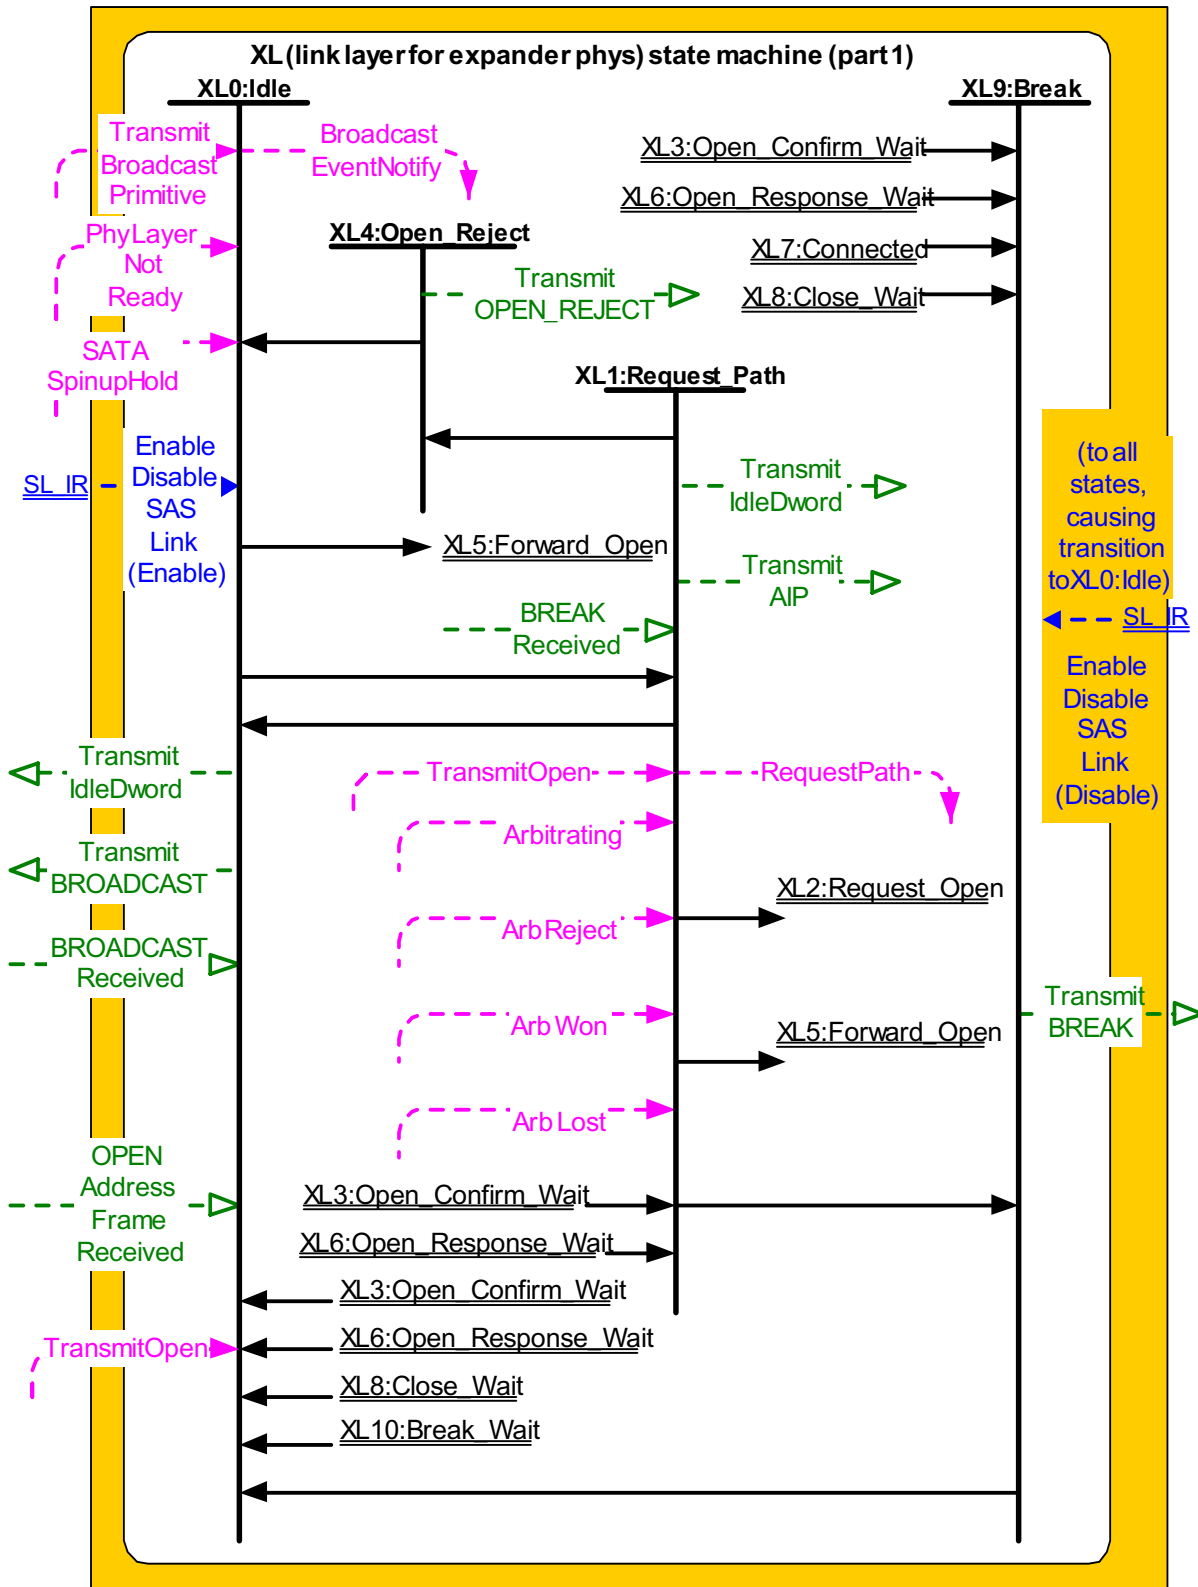 XL (link layer for expander phys) state machine (part 1)
XL0:Idle
XL9:Break
Transmit
Broadcast
Primitive
Broadcast
EventNotify
XL3:Open_Confirm_Wait
XL6:Open_Response_Wait
XL7:Connected
XL8:Close_Wait
PhyLayer
Not
Ready
XL4:Open_Reject
Transmit
OPEN_REJECT
SATA
SpinupHold
XL1:Request_Path
SL_IR
Enable
Disable
SAS
Link
(Enable)
Transmit
IdleDword
(to all
states,
causing
transition
to XL0:Idle)
XL5:Forward_Open
Transmit
AIP
BREAK
Received
SL_IR
Enable
Disable
SAS
Link
(Disable)
Transmit
IdleDword
TransmitOpen
RequestPath
Arbitrating
Transmit
BROADCAST
XL2:Request_Open
Arb Reject
BROADCAST
Received
Arb Won
XL5:Forward_Open
Transmit
BREAK
Arb Lost
OPEN
Address
Frame
Received
XL3:Open_Confirm_Wait
XL6:Open_Response_Wait
XL3:Open_Confirm_Wait
TransmitOpen
XL6:Open_Response_Wait
XL8:Close_Wait
XL10:Break_Wait